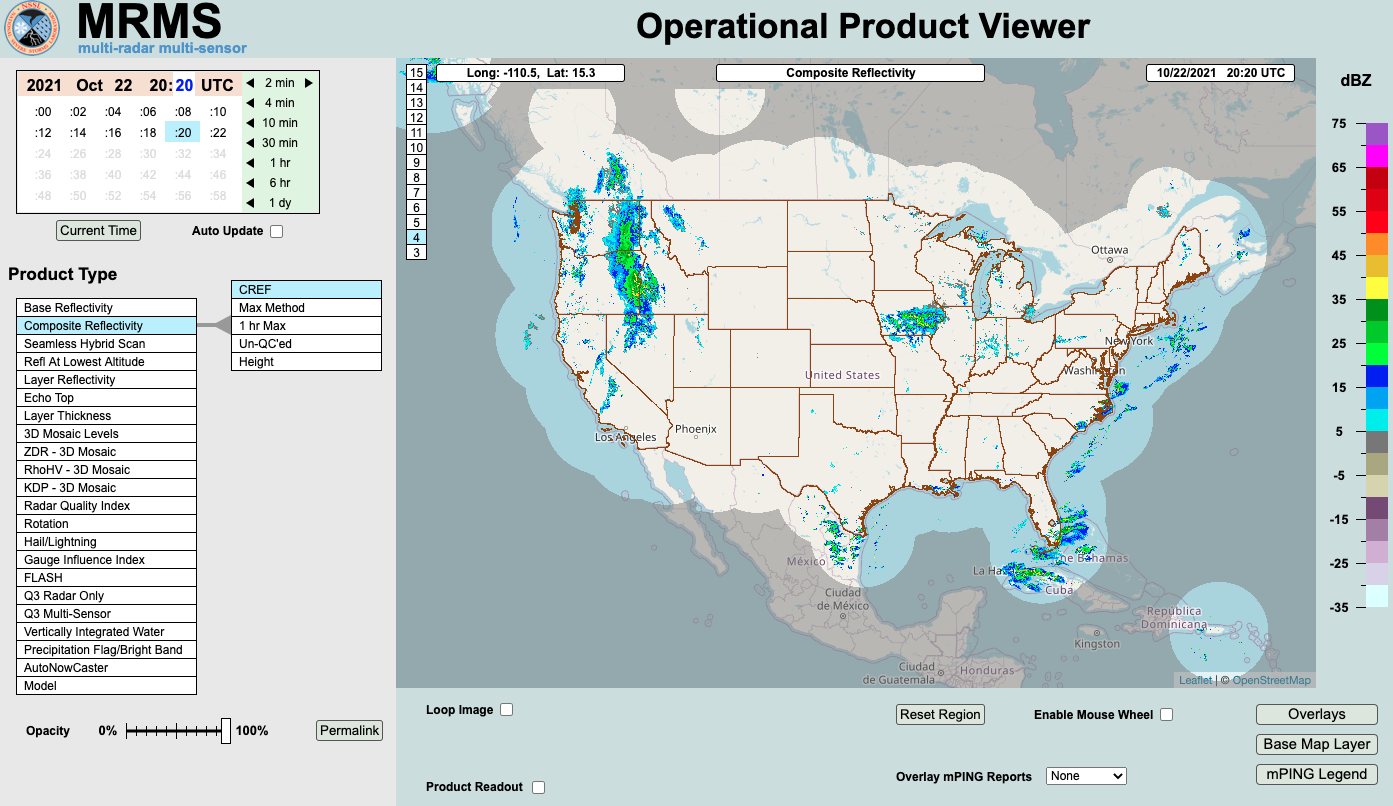 MRMS
multi-radar multi-sensor
Operational Product Viewer
2021 Oct 22 20:20 UTC
:00 :02 :04 :06 :08 :10
:12 :14 :16 :18 :20 :22
:24 :26 :28 :30 :32 :34
:36 :38 :40 :42 :44 :46
:48 :50 :52 :54 :56 :58
2 min
4 min
10 min
30 min
1 hr
6 hr
1 dy
Current Time
Auto Update
Product Type
Base Reflectivity
Composite Reflectivity
Seamless Hybrid Scan
Refl At Lowest Altitude
Layer Reflectivity
Echo Top
Layer Thickness
3D Mosaic Levels
ZDR - 3D Mosaic
RhoHV - 3D Mosaic
KDP - 3D Mosaic
Radar Quality Index
Rotation
Hail/Lightning
Gauge Influence Index
FLASH
Q3 Radar Only
Q3 Multi-Sensor
Vertically Integrated Water
Precipitation Flag/Bright Band
AutoNowCaster
Model
CREF
Max Method
1 hr Max
Un-QC'ed
Height
Opacity 0% 100%
Permalink
15
14
13
12
11
10
9
8
7
6
5
4
3
Long: -110.5, Lat: 15.3
Composite Reflectivity
10/22/2021 20:20 UTC
Ottawa
New York
Washington
United States
Los Angeles
Phoenix
México
La Ha
he Bahamas
Cuba
Ciudad
de México
República
Dominicana
Kingston
Ciudad
de Guatemala
Honduras
Leaflet | © OpenStreetMap
dBZ
75
65
55
45
35
25
15
5
-5
-15
-25
-35
Loop Image
Reset Region
Enable Mouse Wheel
Overlays
Base Map Layer
Product Readout
Overlay mPING Reports
None
mPING Legend